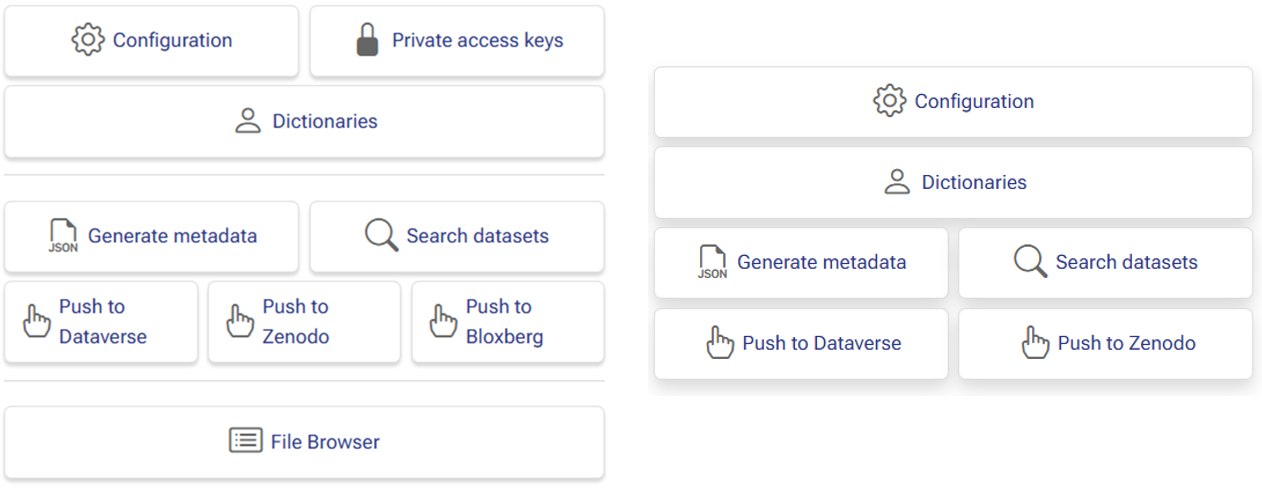 Configuration
Private access keys
Dictionaries
JSON
Generate metadata
Search datasets
Push to
Dataverse
Push to
Zenodo
Push to
Bloxberg
File Browser
Configuration
Dictionaries
JSON
Generate metadata
Search datasets
Push to Dataverse
Push to Zenodo